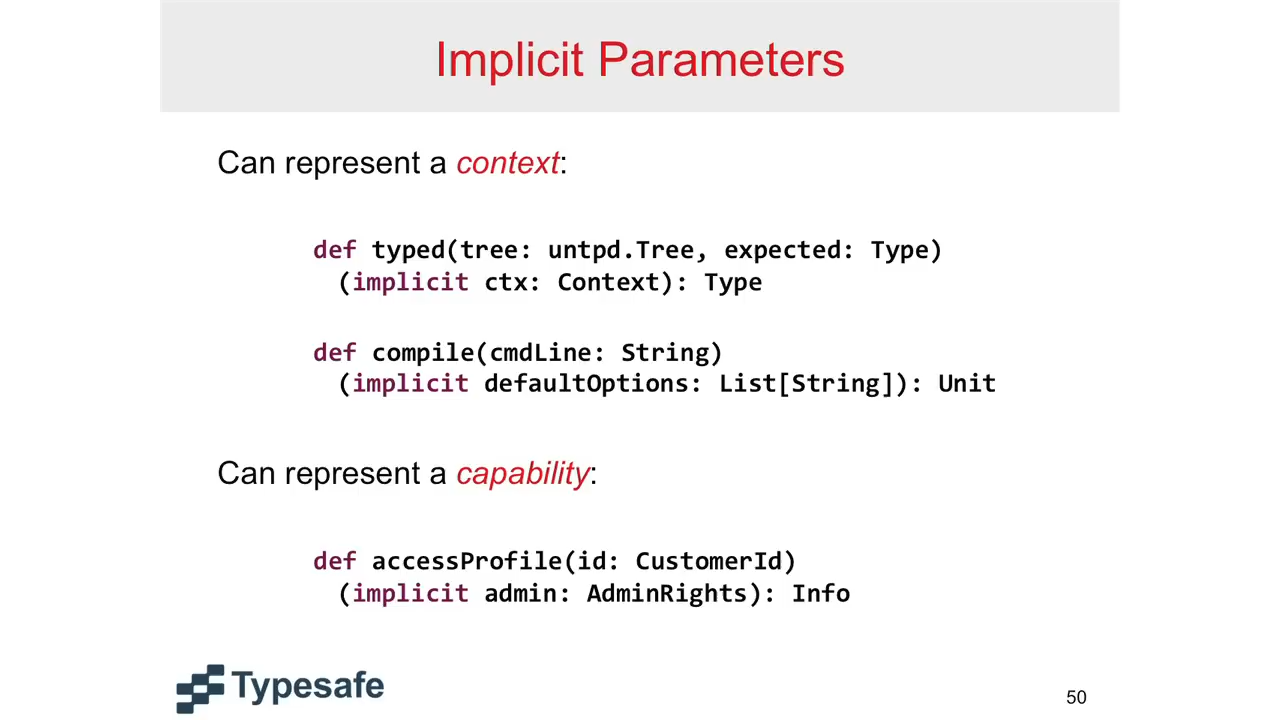 Implicit Parameters
Can represent a context:
def typed(tree: untpd.Tree, expected: Type)
(implicit ctx: Context): Type
def compile(cmdLine: String)
(implicit defaultOptions: List[String]): Unit
Can represent a capability:
def accessProfile(id: CustomerId)
(implicit admin: AdminRights): Info
Typesafe
50